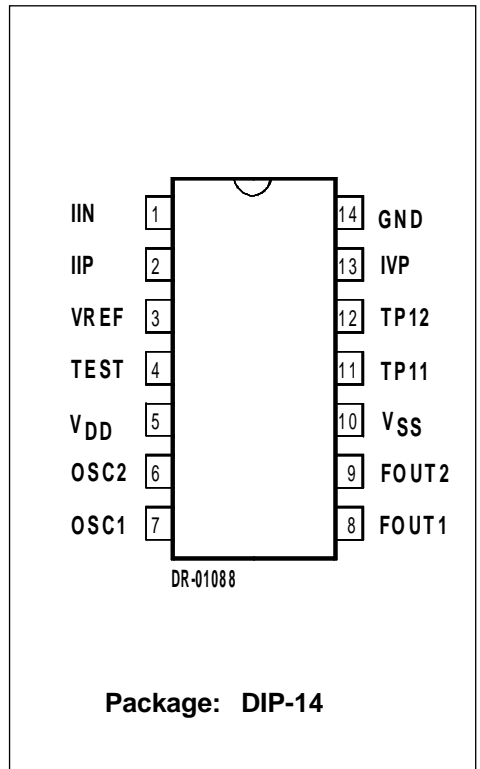 IIN 1 14 GND
IIP 2 13 IVP
VREF 3 12 TP12
TEST 4 11 TP11
VDD 5 10 VSS
OSC2 6 9 FOUT2
OSC1 7 8 FOUT1
DR-01088
Package: DIP-14